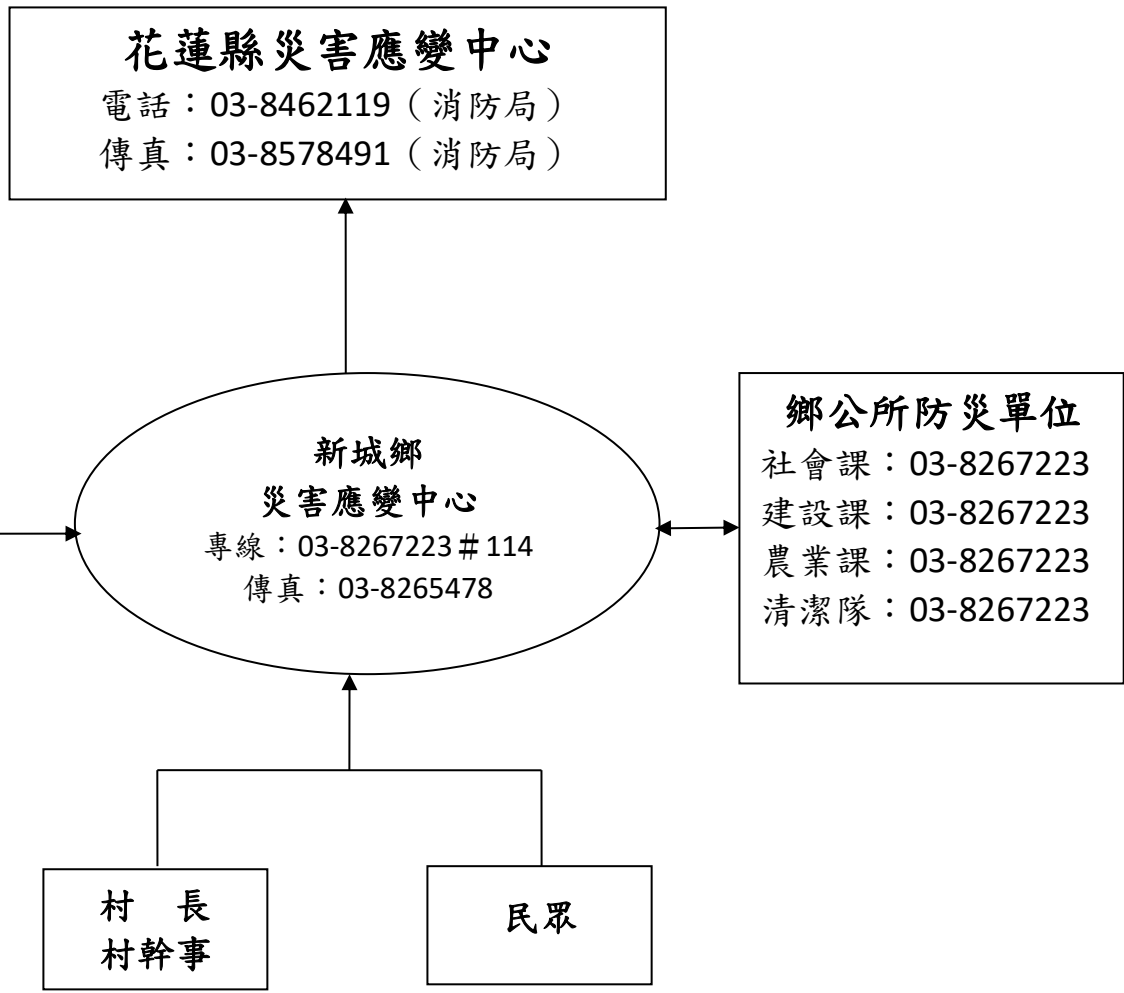 花蓮縣災害應變中心
電話：03-8462119（消防局）
傳真：03-8578491（消防局）
新城鄉
災害應變中心
專線：03-8267223＃114
傳真：03-8265478
鄉公所防災單位
社會課：03-8267223
建設課：03-8267223
農業課：03-8267223
清潔隊：03-8267223
村　長
村幹事
民眾